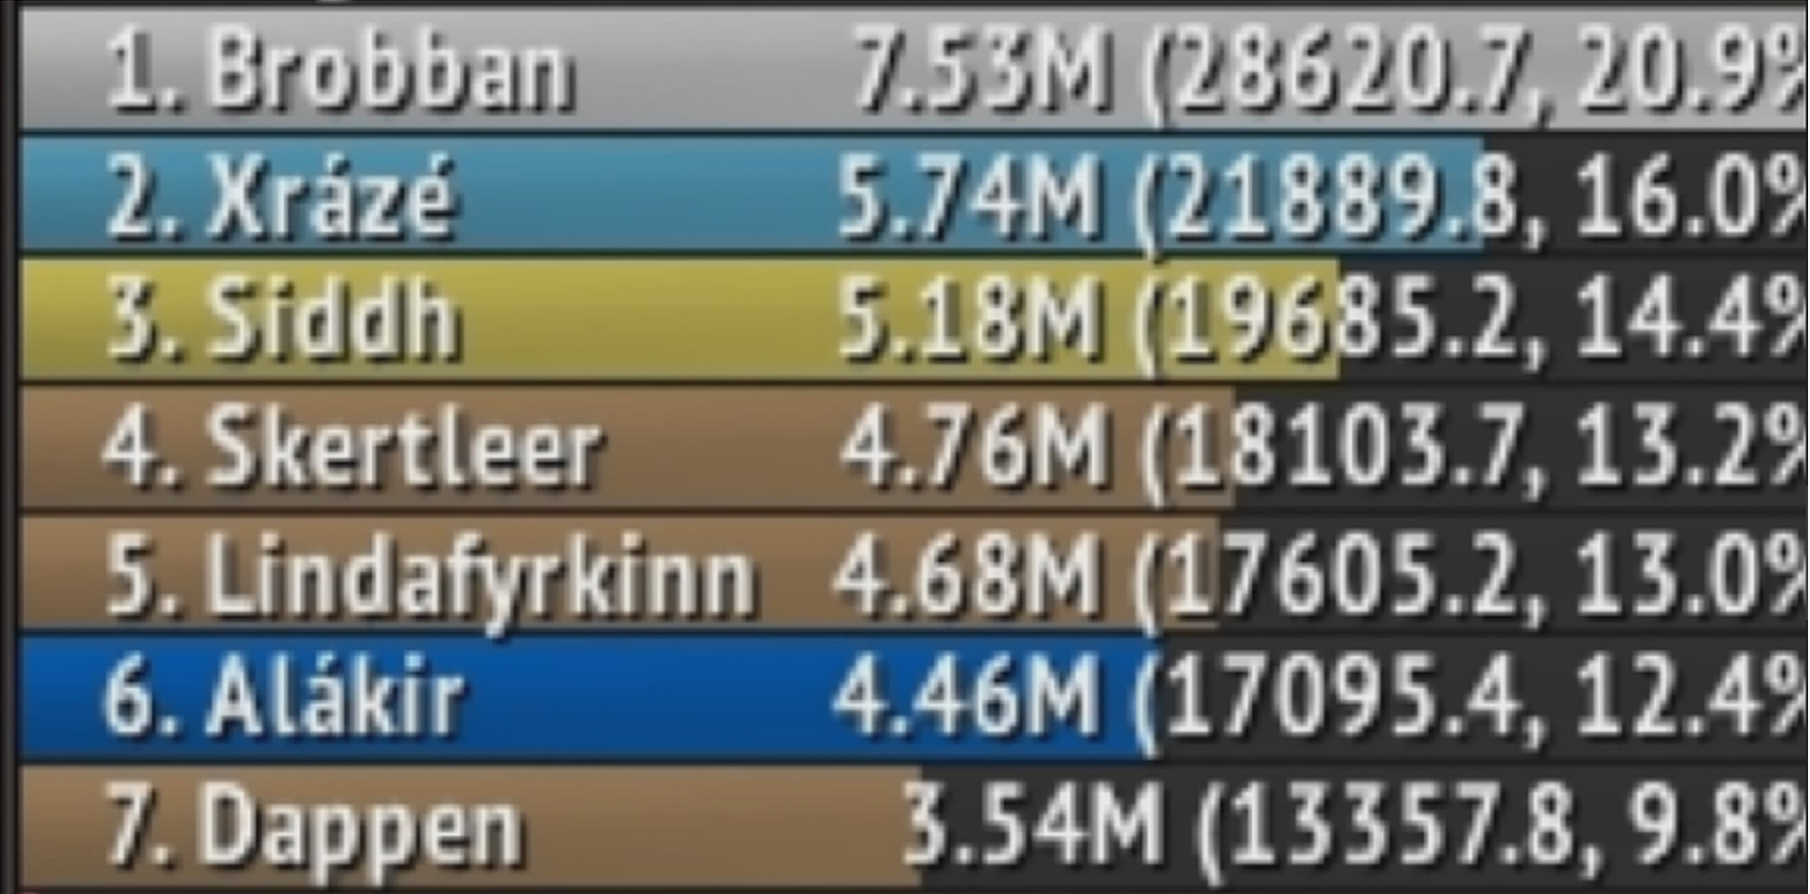 1. Brobban 7.53M (28620.7, 20.9%
2. Xrázé 5.74M (21889.8, 16.0%
3. Siddh 5.18M (19685.2, 14.4%
4. Skertleer 4.76M (18103.7, 13.2%
5. Lindafyrkinn 4.68M (17605.2, 13.0%
6. Alákir 4.46M (17095.4, 12.4%
7. Dappen 3.54M (13357.8, 9.8%